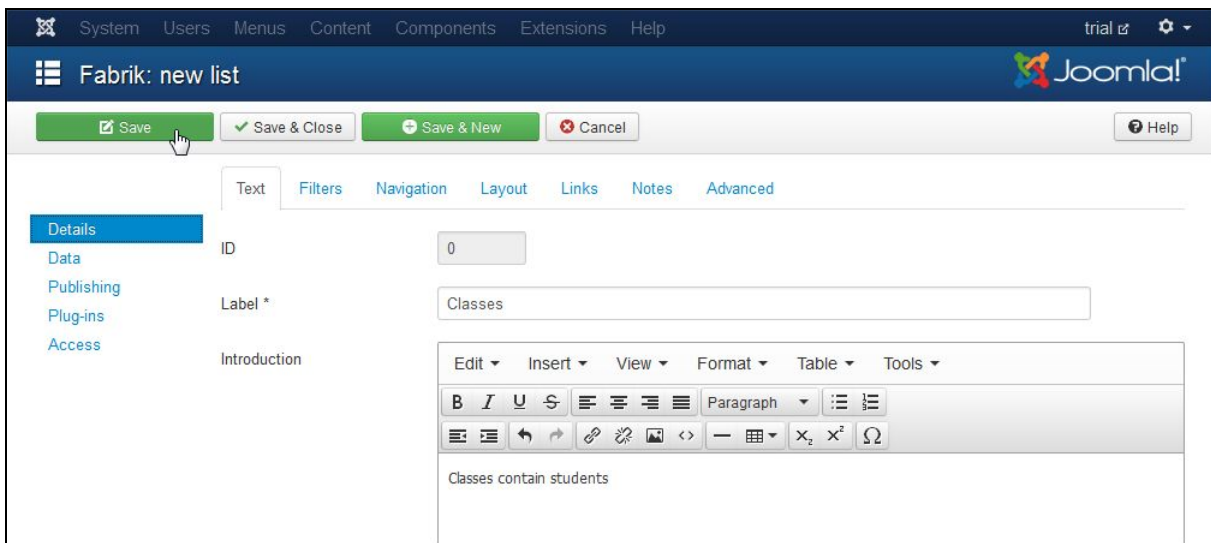 System Users Menus Content Components Extensions Help trial
Fabrik: new list Joomla!
Save Save & Close Save & New Cancel Help
Text Filters Navigation Layout Links Notes Advanced
Details
Data
Publishing
Plug-ins
Access
ID 0
Label * Classes
Introduction
Edit Insert View Format Table Tools
B I U S Paragraph
X₂ X² Ω
Classes contain students